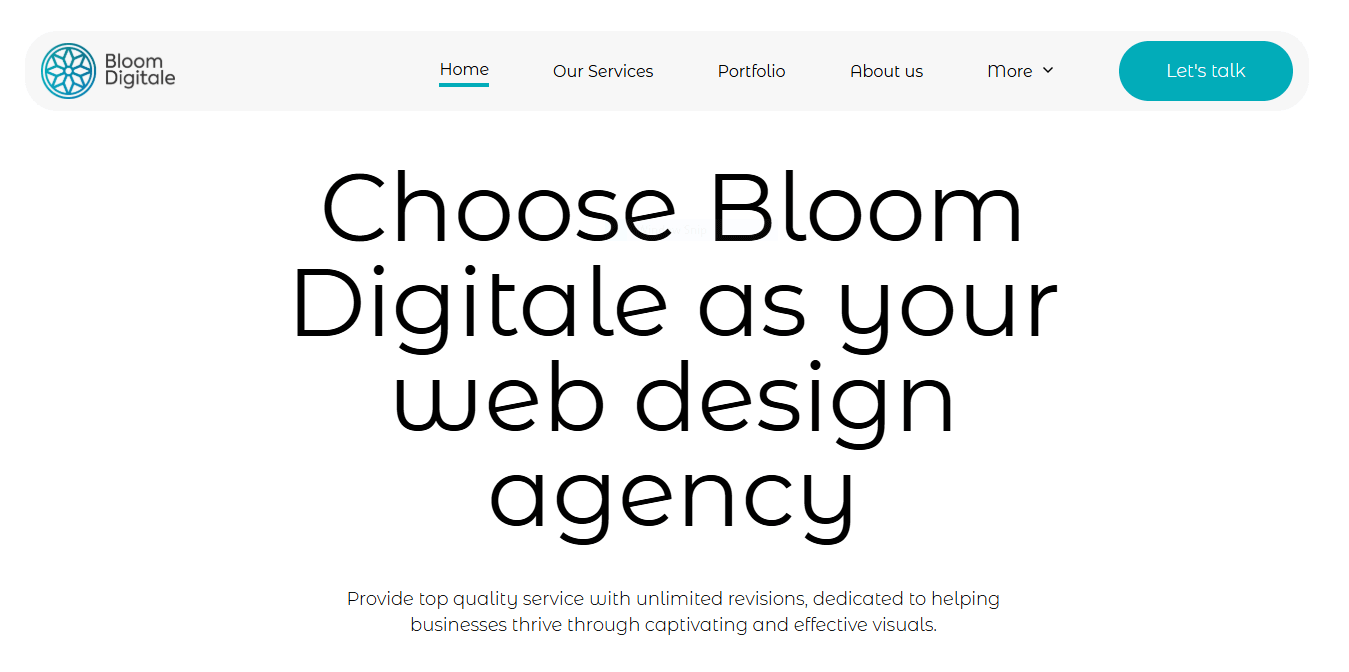 Bloom
Digitale
Home
Our Services
Portfolio
About us
More
Let's talk
Choose Bloom
Digitale as your
web design
agency
Provide top quality service with unlimited revisions, dedicated to helping
businesses thrive through captivating and effective visuals.